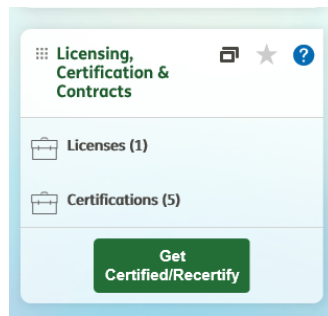 Licensing,
Certification &
Contracts
?
Licenses (1)
Certifications (5)
Get
Certified/Recertify